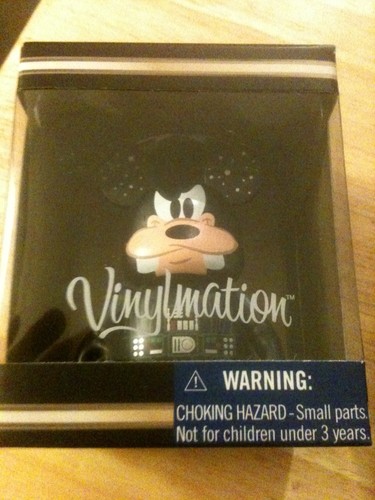 Vinylmation™
WARNING:
CHOKING HAZARD - Small parts.
Not for children under 3 years.